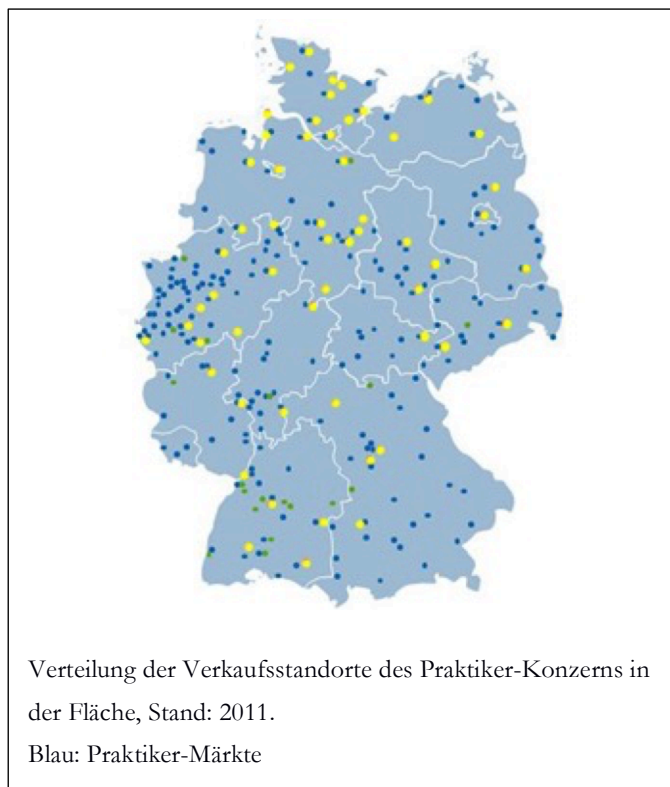 Verteilung der Verkaufsstandorte des Praktiker-Konzerns in
der Fläche, Stand: 2011.
Blau: Praktiker-Märkte